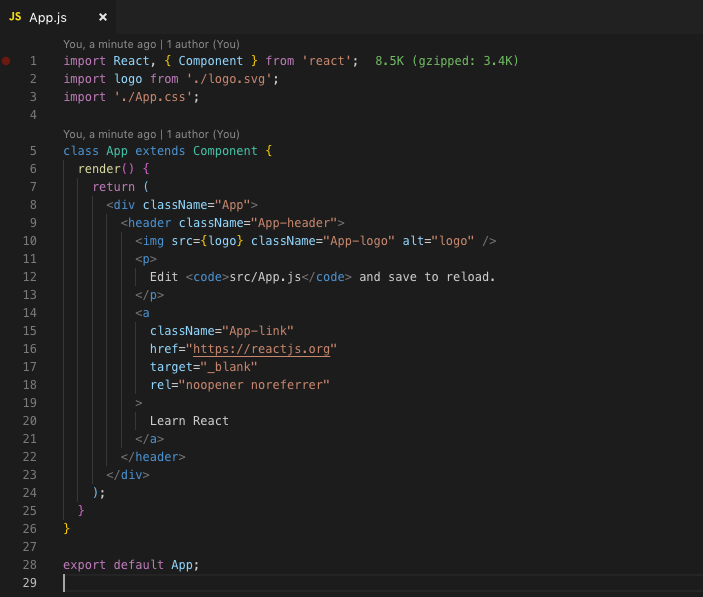 JS App.js ×
You, a minute ago | 1 author (You)
1 import React, { Component } from 'react'; 8.5K (gzipped: 3.4K)
2 import logo from './logo.svg';
3 import './App.css';
4
You, a minute ago | 1 author (You)
5 class App extends Component {
6   render() {
7     return (
8       <div className="App">
9         <header className="App-header">
10           <img src={logo} className="App-logo" alt="logo" />
11           <p>
12             Edit <code>src/App.js</code> and save to reload.
13           </p>
14           <a
15             className="App-link"
16             href="https://reactjs.org"
17             target="_blank"
18             rel="noopener noreferrer"
19           >
20             Learn React
21           </a>
22         </header>
23       </div>
24     );
25   }
26 }
27
28 export default App;
29